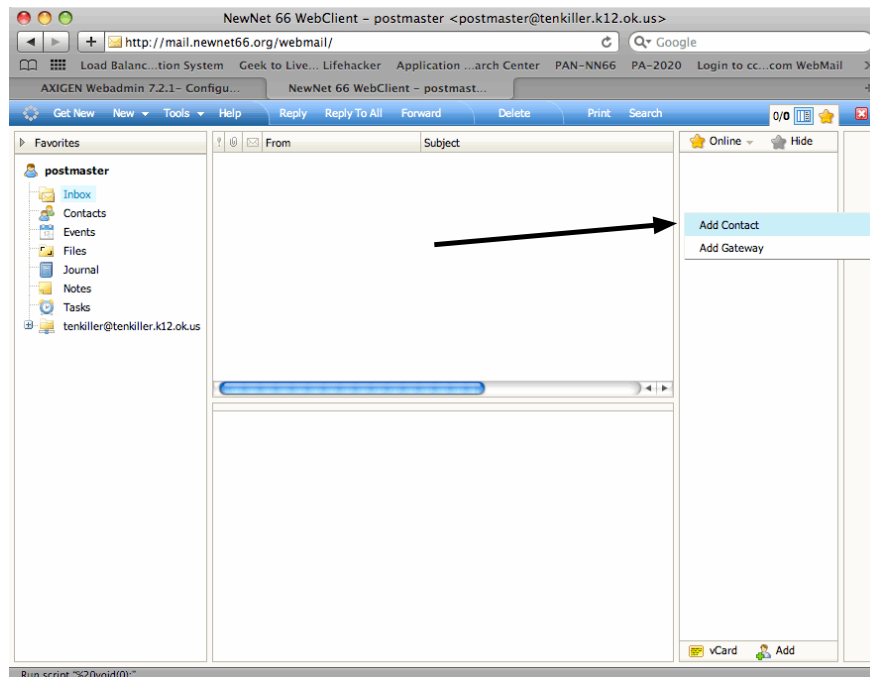 NewNet 66 WebClient – postmaster <postmaster@tenkiller.k12.ok.us>
http://mail.newnet66.org/webmail/ Google
Load Balanc...tion System Geek to Live... Lifehacker Application ...arch Center PAN-NN66 PA-2020 Login to cc...com WebMail
AXIGEN Webadmin 7.2.1– Configu... NewNet 66 WebClient – postmast...
Get New New Tools Help Reply Reply To All Forward Delete Print Search 0/0
Favorites From Subject Online Hide
postmaster
Inbox
Contacts
Events
Files
Journal
Notes
Tasks
tenkiller@tenkiller.k12.ok.us
Add Contact
Add Gateway
vCard Add
Run script "%20void(0);"